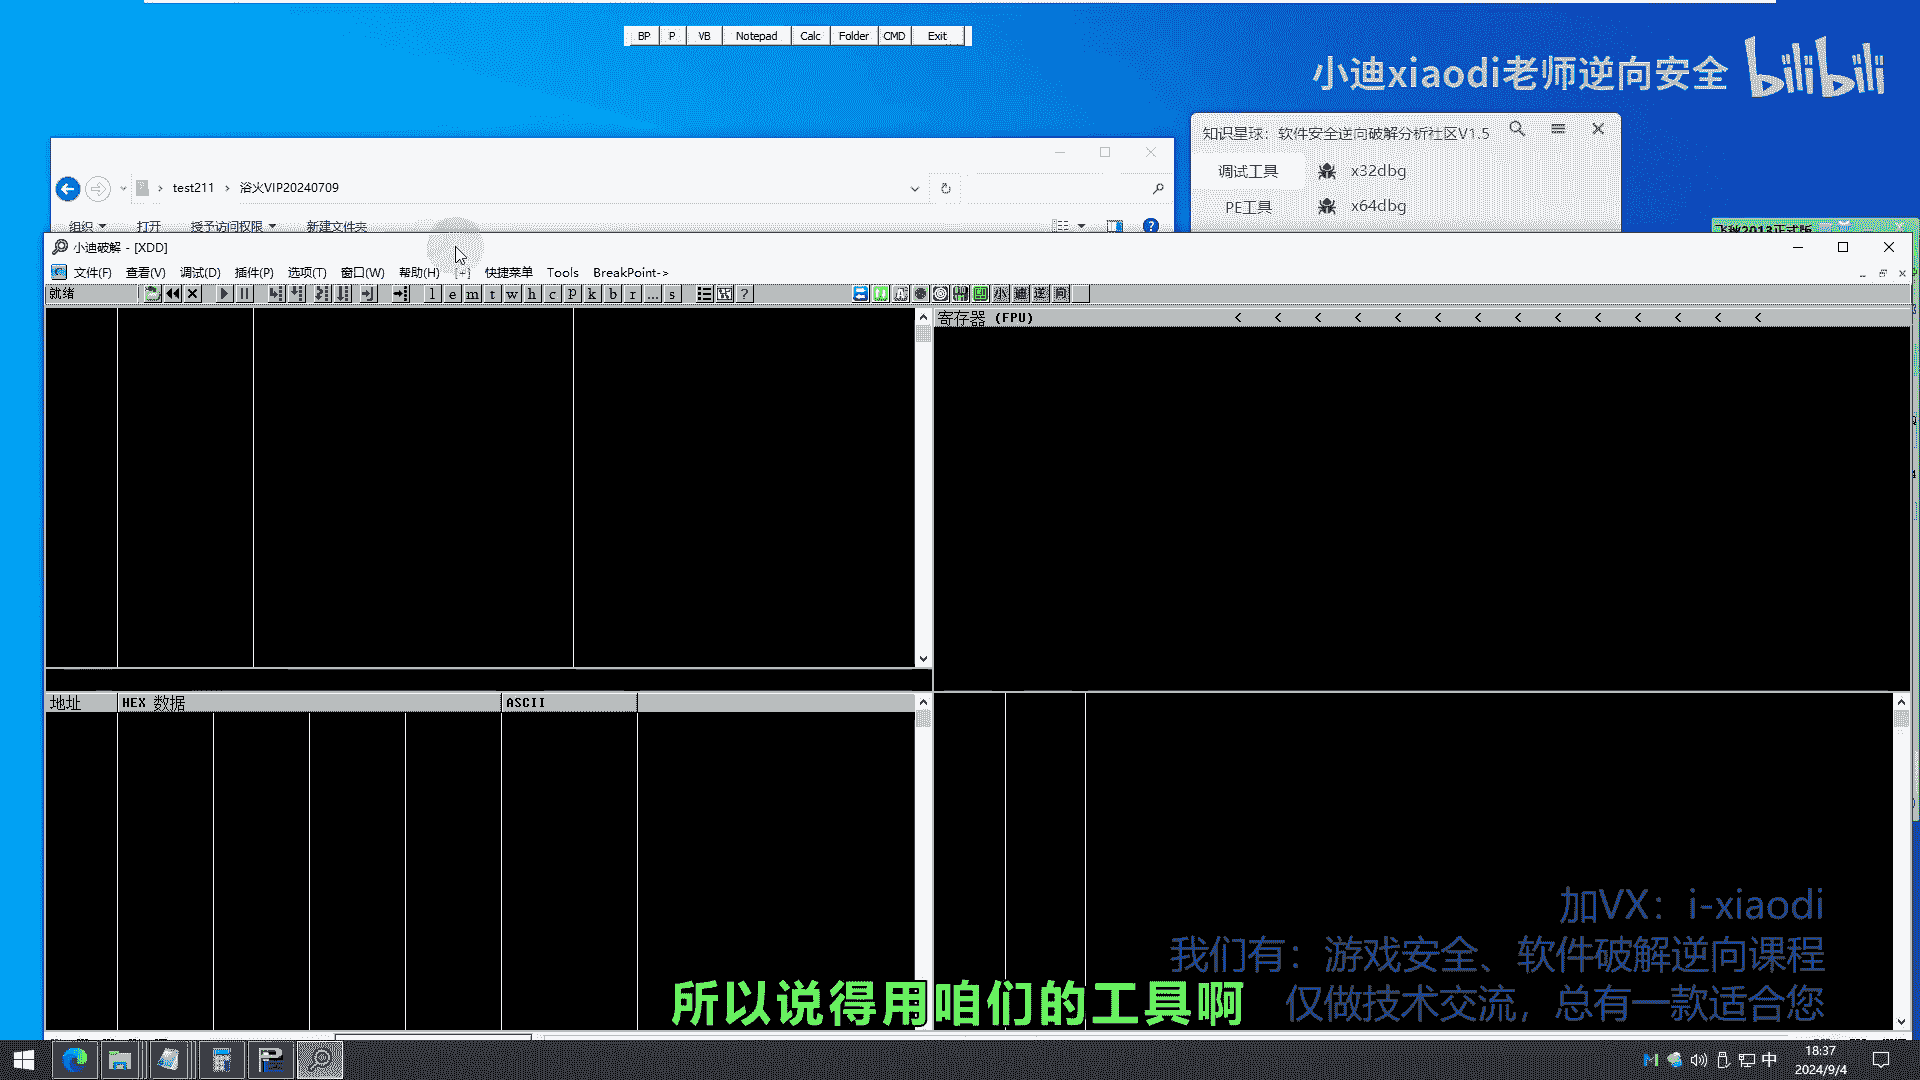 BP P VB Notepad Calc Folder CMD Exit
小迪xiaodi老师逆向安全 bilibili
知识星球：软件安全逆向破解分析社区V1.5
调试工具 x32dbg
PE工具 x64dbg
test211 › 浴火VIP20240709
组织 打开 授予访问权限 新建文件夹
小迪破解 - [XDD]
文件(F) 查看(V) 调试(D) 插件(P) 选项(T) 窗口(W) 帮助(H) [+] 快捷菜单 Tools BreakPoint->
就绪 l e m t w h c p k b r ... s ?
寄存器 (FPU) < < < < < < < < < < < < < <
地址 HEX 数据 ASCII
加VX：i-xiaodi
我们有：游戏安全、软件破解逆向课程
仅做技术交流，总有一款适合您
所以说得用咱们的工具啊
中 18:37
2024/9/4